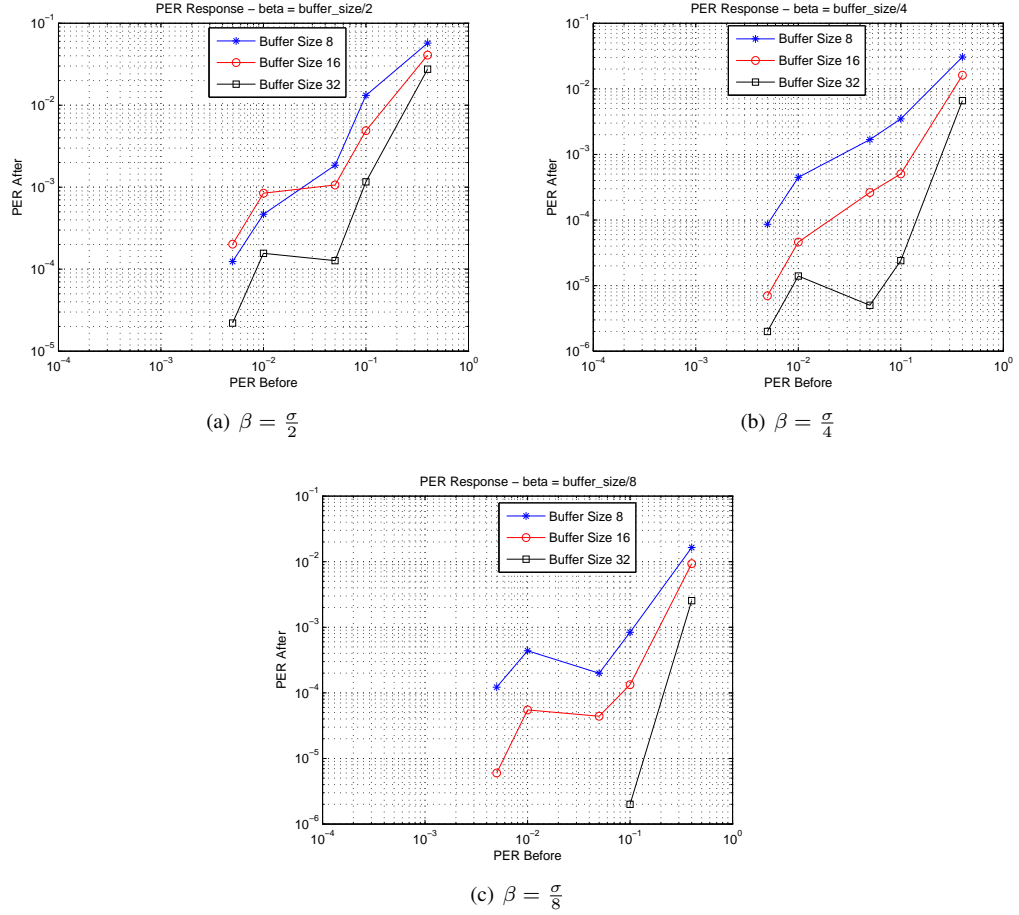 PER Response − beta = buffer_size/2
Buffer Size 8
Buffer Size 16
Buffer Size 32
PER After
10^−1
10^−2
10^−3
10^−4
10^−5
10^−4 10^−3 10^−2 10^−1 10^0
PER Before
(a) β = σ/2
PER Response − beta = buffer_size/4
Buffer Size 8
Buffer Size 16
Buffer Size 32
PER After
10^−1
10^−2
10^−3
10^−4
10^−5
10^−6
10^−4 10^−3 10^−2 10^−1 10^0
PER Before
(b) β = σ/4
PER Response − beta = buffer_size/8
Buffer Size 8
Buffer Size 16
Buffer Size 32
PER After
10^−1
10^−2
10^−3
10^−4
10^−5
10^−6
10^−4 10^−3 10^−2 10^−1 10^0
PER Before
(c) β = σ/8